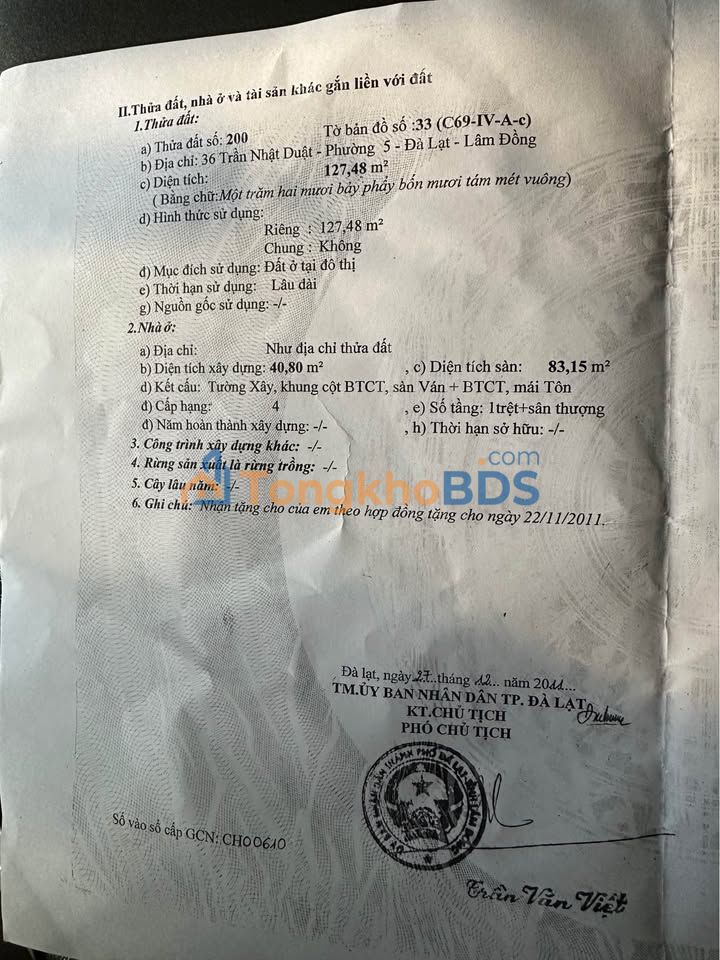 II.Thửa đất, nhà ở và tài sản khác gắn liền với đất
1.Thửa đất:
a) Thửa đất số: 200 Tờ bản đồ số :33 (C69-IV-A-c)
b) Địa chỉ: 36 Trần Nhật Duật - Phường 5 - Đà Lạt - Lâm Đồng
c) Diện tích: 127,48 m²
( Bằng chữ:Một trăm hai mươi bảy phẩy bốn mươi tám mét vuông)
d) Hình thức sử dụng:
Riêng : 127,48 m²
Chung : Không
đ) Mục đích sử dụng: Đất ở tại đô thị
e) Thời hạn sử dụng: Lâu dài
g) Nguồn gốc sử dụng: -/-
2.Nhà ở:
a) Địa chỉ: Như địa chỉ thửa đất
b) Diện tích xây dựng: 40,80 m² , c) Diện tích sàn: 83,15 m²
d) Kết cấu: Tường Xây, khung cột BTCT, sàn Ván + BTCT, mái Tôn
đ) Cấp hạng: 4 , e) Số tầng: 1trệt+sân thượng
đ) Năm hoàn thành xây dựng: -/- , h) Thời hạn sở hữu: -/-
3. Công trình xây dựng khác: -/-
4. Rừng sản xuất là rừng trồng: -/-
5. Cây lâu năm: -/-
TongkhoBDS.com
6. Ghi chú: Nhận tặng cho của em theo hợp đồng tặng cho ngày 22/11/2011.
Đà lạt, ngày 27 tháng 12 năm 2011
TM.ỦY BAN NHÂN DÂN TP. ĐÀ LẠT
KT.CHỦ TỊCH
PHÓ CHỦ TỊCH
Số vào sổ cấp GCN: CH00610
Trần Văn Việt